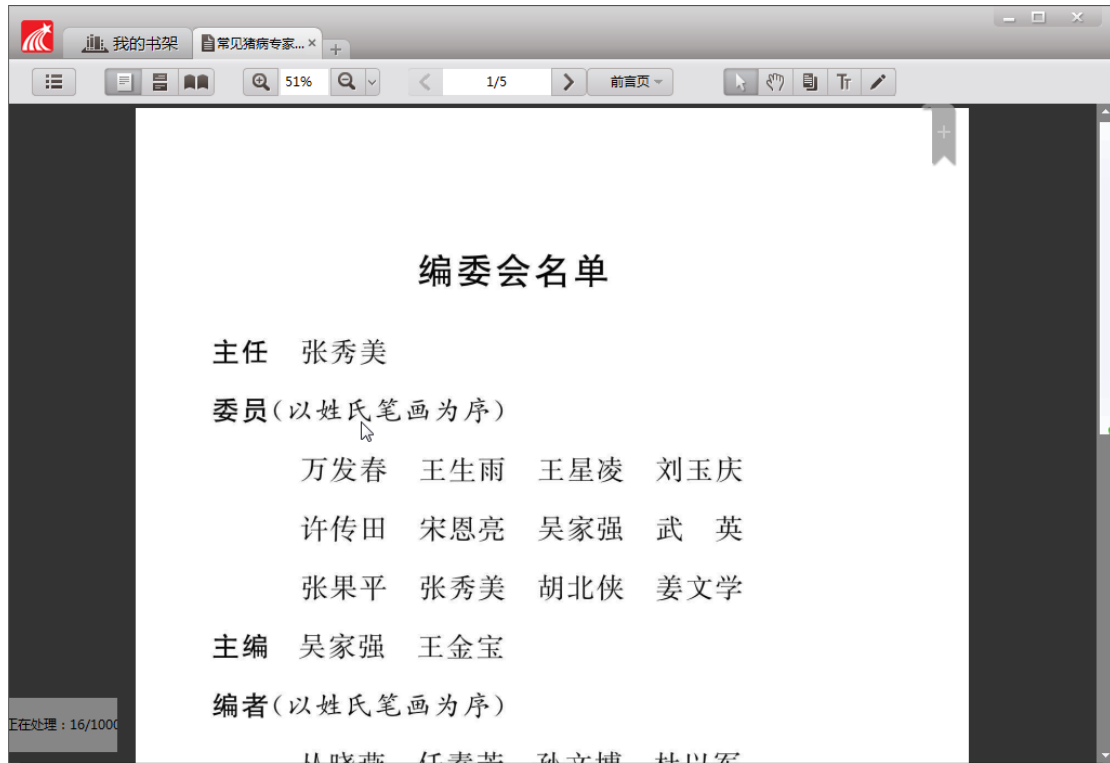 我的书架 常见猪病专家...
51% 1/5 前言页
编委会名单
主任 张秀美
委员(以姓氏笔画为序)
万发春 王生雨 王星凌 刘玉庆
许传田 宋恩亮 吴家强 武 英
张果平 张秀美 胡北侠 姜文学
主编 吴家强 王金宝
编者(以姓氏笔画为序)
正在处理：16/1000